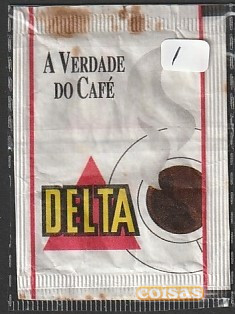 A VERDADE
DO CAFÉ
1
DELTA
coisas